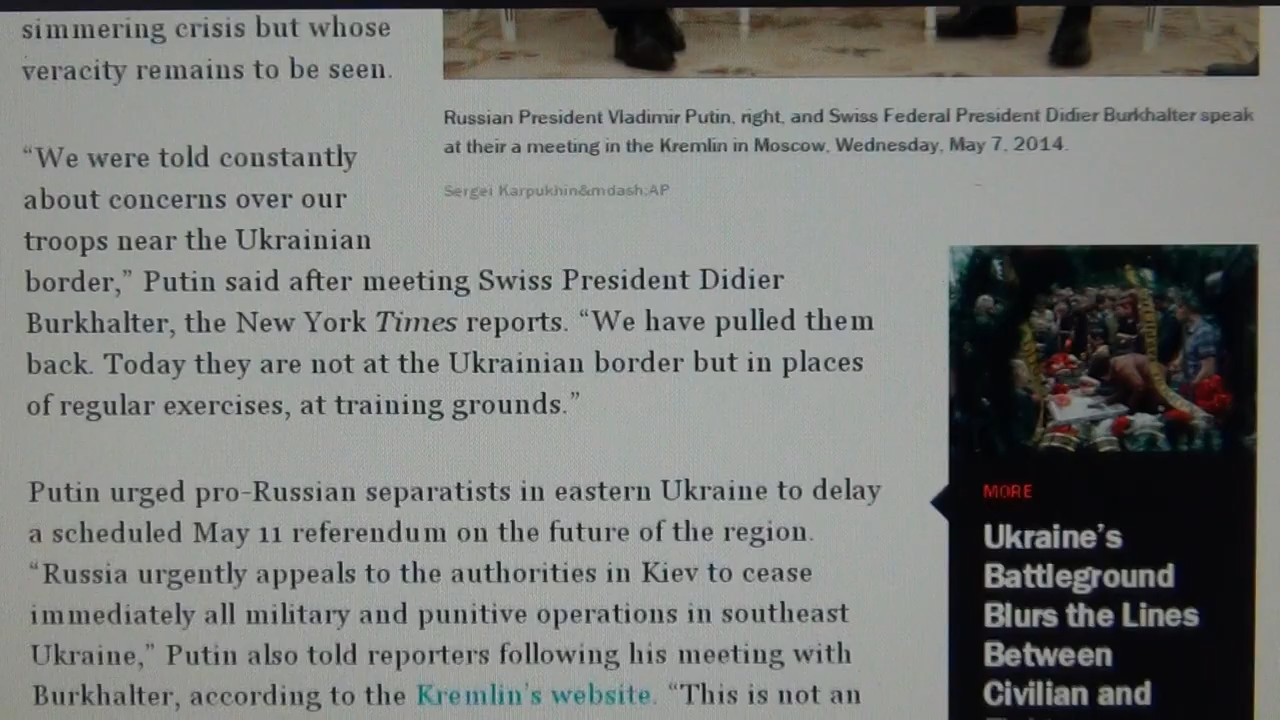 simmering crisis but whose
veracity remains to be seen.
Russian President Vladimir Putin, right, and Swiss Federal President Didier Burkhalter speak
at their a meeting in the Kremlin in Moscow, Wednesday, May 7, 2014.
Sergei Karpukhin&mdash;AP
“We were told constantly
about concerns over our
troops near the Ukrainian
border,” Putin said after meeting Swiss President Didier
Burkhalter, the New York Times reports. “We have pulled them
back. Today they are not at the Ukrainian border but in places
of regular exercises, at training grounds.”
Putin urged pro-Russian separatists in eastern Ukraine to delay
a scheduled May 11 referendum on the future of the region.
“Russia urgently appeals to the authorities in Kiev to cease
immediately all military and punitive operations in southeast
Ukraine,” Putin also told reporters following his meeting with
Burkhalter, according to the Kremlin’s website. “This is not an
MORE
Ukraine’s
Battleground
Blurs the Lines
Between
Civilian and